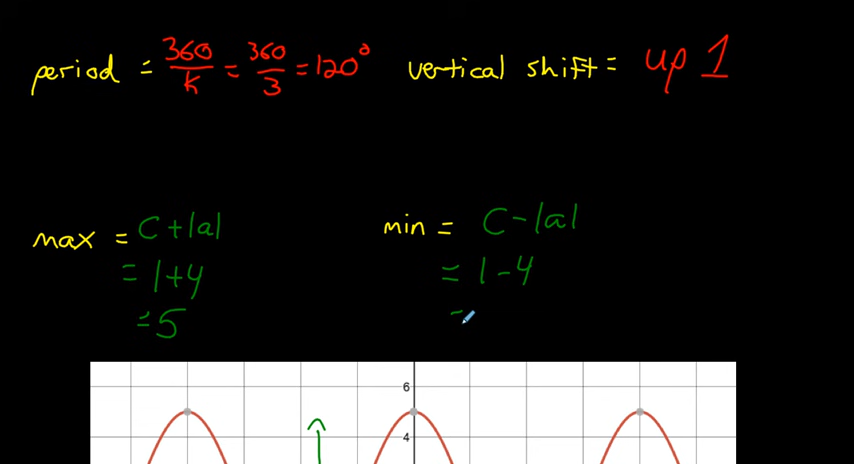 period = 360/k = 360/3 = 120° vertical shift = up 1
max = C + |a| min = C - |a|
= 1 + 4 = 1 - 4
= 5 =
6
4